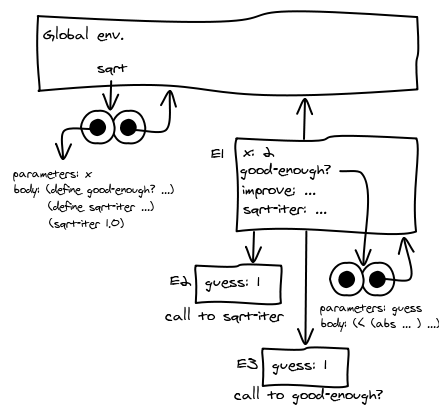 Global env.
sqrt
parameters: x
body: (define good-enough? ...)
(define sqrt-iter ...)
(sqrt-iter 1.0)
E1
x: 2
good-enough?
improve: ...
sqrt-iter: ...
E2
guess: 1
call to sqrt-iter
parameters: guess
body: (< (abs ... ) ...)
E3
guess: 1
call to good-enough?